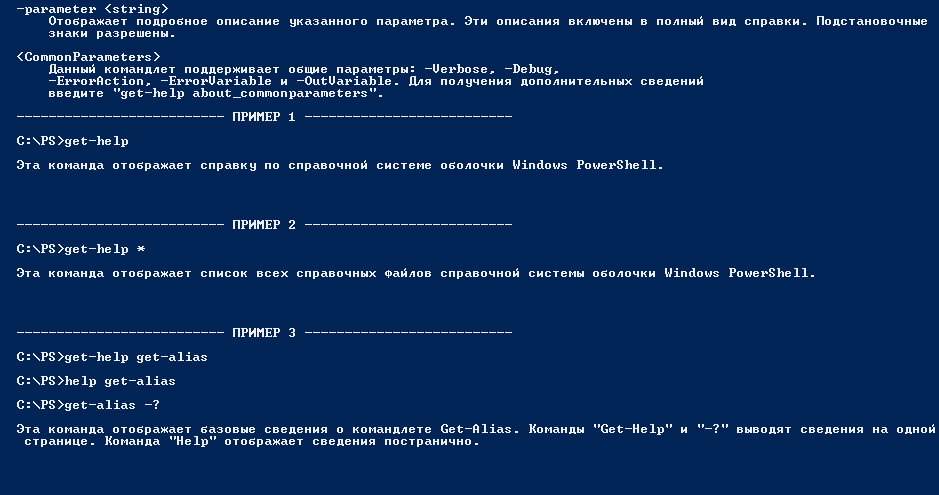 -parameter <string>
Отображает подробное описание указанного параметра. Эти описания включены в полный вид справки. Подстановочные
знаки разрешены.
<CommonParameters>
Данный командлет поддерживает общие параметры: -Verbose, -Debug,
-ErrorAction, -ErrorVariable и -OutVariable. Для получения дополнительных сведений
введите "get-help about_commonparameters".
-------------------------- ПРИМЕР 1 --------------------------
C:\PS>get-help
Эта команда отображает справку по справочной системе оболочки Windows PowerShell.
-------------------------- ПРИМЕР 2 --------------------------
C:\PS>get-help *
Эта команда отображает список всех справочных файлов справочной системы оболочки Windows PowerShell.
-------------------------- ПРИМЕР 3 --------------------------
C:\PS>get-help get-alias
C:\PS>help get-alias
C:\PS>get-alias -?
Эта команда отображает базовые сведения о командлете Get-Alias. Команды "Get-Help" и "-?" выводят сведения на одной
странице. Команда "Help" отображает сведения постранично.